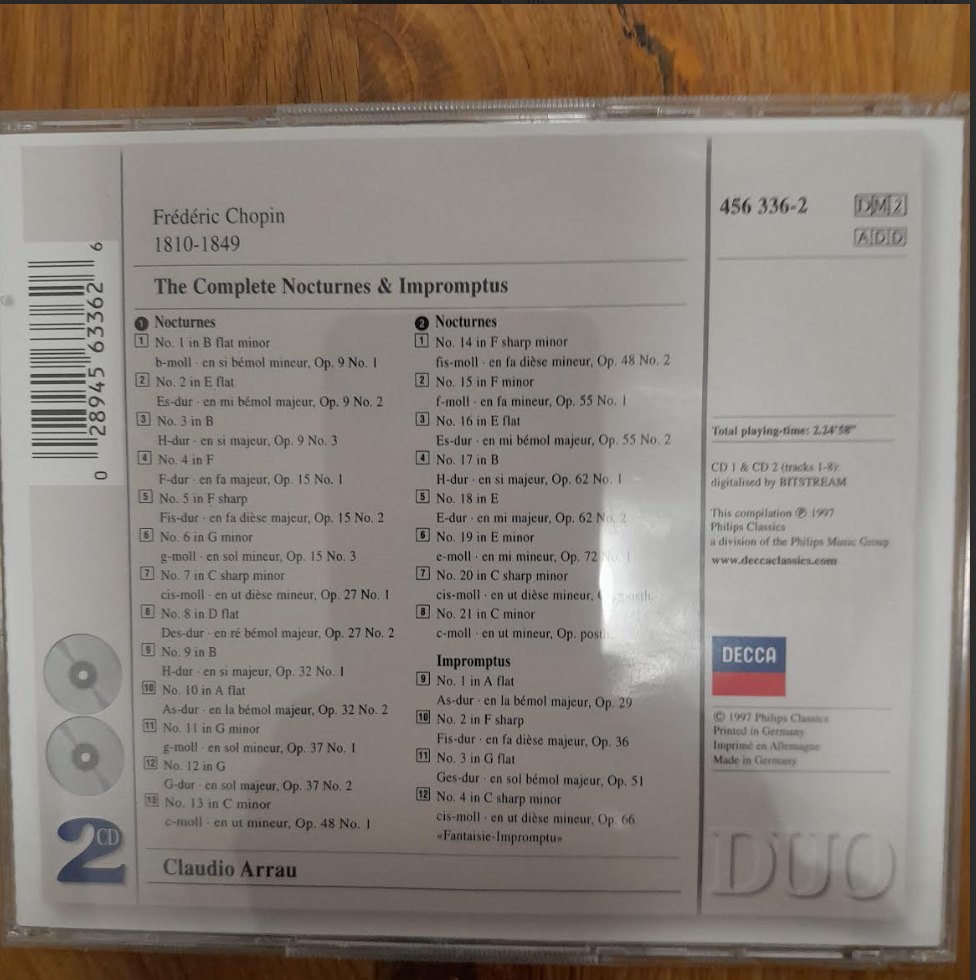 Frédéric Chopin
1810-1849
The Complete Nocturnes & Impromptus
1 Nocturnes
1 No. 1 in B flat minor
b-moll · en si bémol mineur, Op. 9 No. 1
2 No. 2 in E flat
Es-dur · en mi bémol majeur, Op. 9 No. 2
3 No. 3 in B
H-dur · en si majeur, Op. 9 No. 3
4 No. 4 in F
F-dur · en fa majeur, Op. 15 No. 1
5 No. 5 in F sharp
Fis-dur · en fa dièse majeur, Op. 15 No. 2
6 No. 6 in G minor
g-moll · en sol mineur, Op. 15 No. 3
7 No. 7 in C sharp minor
cis-moll · en ut dièse mineur, Op. 27 No. 1
8 No. 8 in D flat
Des-dur · en ré bémol majeur, Op. 27 No. 2
9 No. 9 in B
H-dur · en si majeur, Op. 32 No. 1
10 No. 10 in A flat
As-dur · en la bémol majeur, Op. 32 No. 2
11 No. 11 in G minor
g-moll · en sol mineur, Op. 37 No. 1
12 No. 12 in G
G-dur · en sol majeur, Op. 37 No. 2
13 No. 13 in C minor
c-moll · en ut mineur, Op. 48 No. 1
2 Nocturnes
1 No. 14 in F sharp minor
fis-moll · en fa dièse mineur, Op. 48 No. 2
2 No. 15 in F minor
f-moll · en fa mineur, Op. 55 No. 1
3 No. 16 in E flat
Es-dur · en mi bémol majeur, Op. 55 No. 2
4 No. 17 in B
H-dur · en si majeur, Op. 62 No. 1
5 No. 18 in E
E-dur · en mi majeur, Op. 62 No. 2
6 No. 19 in E minor
e-moll · en mi mineur, Op. 72 No. 1
7 No. 20 in C sharp minor
cis-moll · en ut dièse mineur,
8 No. 21 in C minor
c-moll · en ut mineur, Op. posth.
Impromptus
9 No. 1 in A flat
As-dur · en la bémol majeur, Op. 29
10 No. 2 in F sharp
Fis-dur · en fa dièse majeur, Op. 36
11 No. 3 in G flat
Ges-dur · en sol bémol majeur, Op. 51
12 No. 4 in C sharp minor
cis-moll · en ut dièse mineur, Op. 66
«Fantaisie-Impromptu»
Claudio Arrau
456 336-2
DM2
ADD
Total playing-time: 2.24'58"
CD 1 & CD 2 (tracks 1-8):
digitalised by BITSTREAM
This compilation ℗ 1997
Philips Classics
a division of the Philips Music Group
www.deccaclassics.com
DECCA
© 1997 Philips Classics
Printed in Germany
Imprimé en Allemagne
Made in Germany
DUO
0 28945 63362 6
2 CD